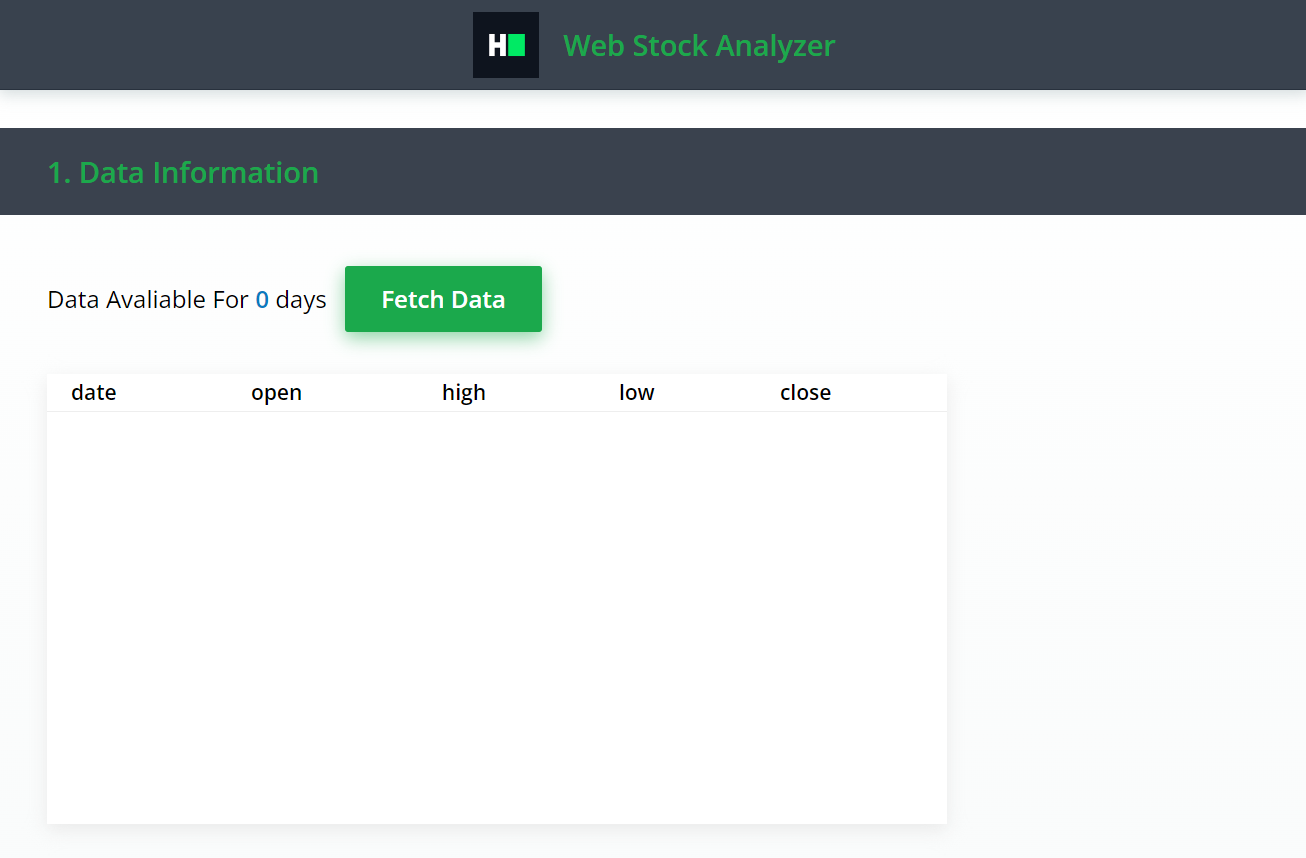 H
Web Stock Analyzer
1. Data Information
Data Avaliable For 0 days
Fetch Data
date open high low close